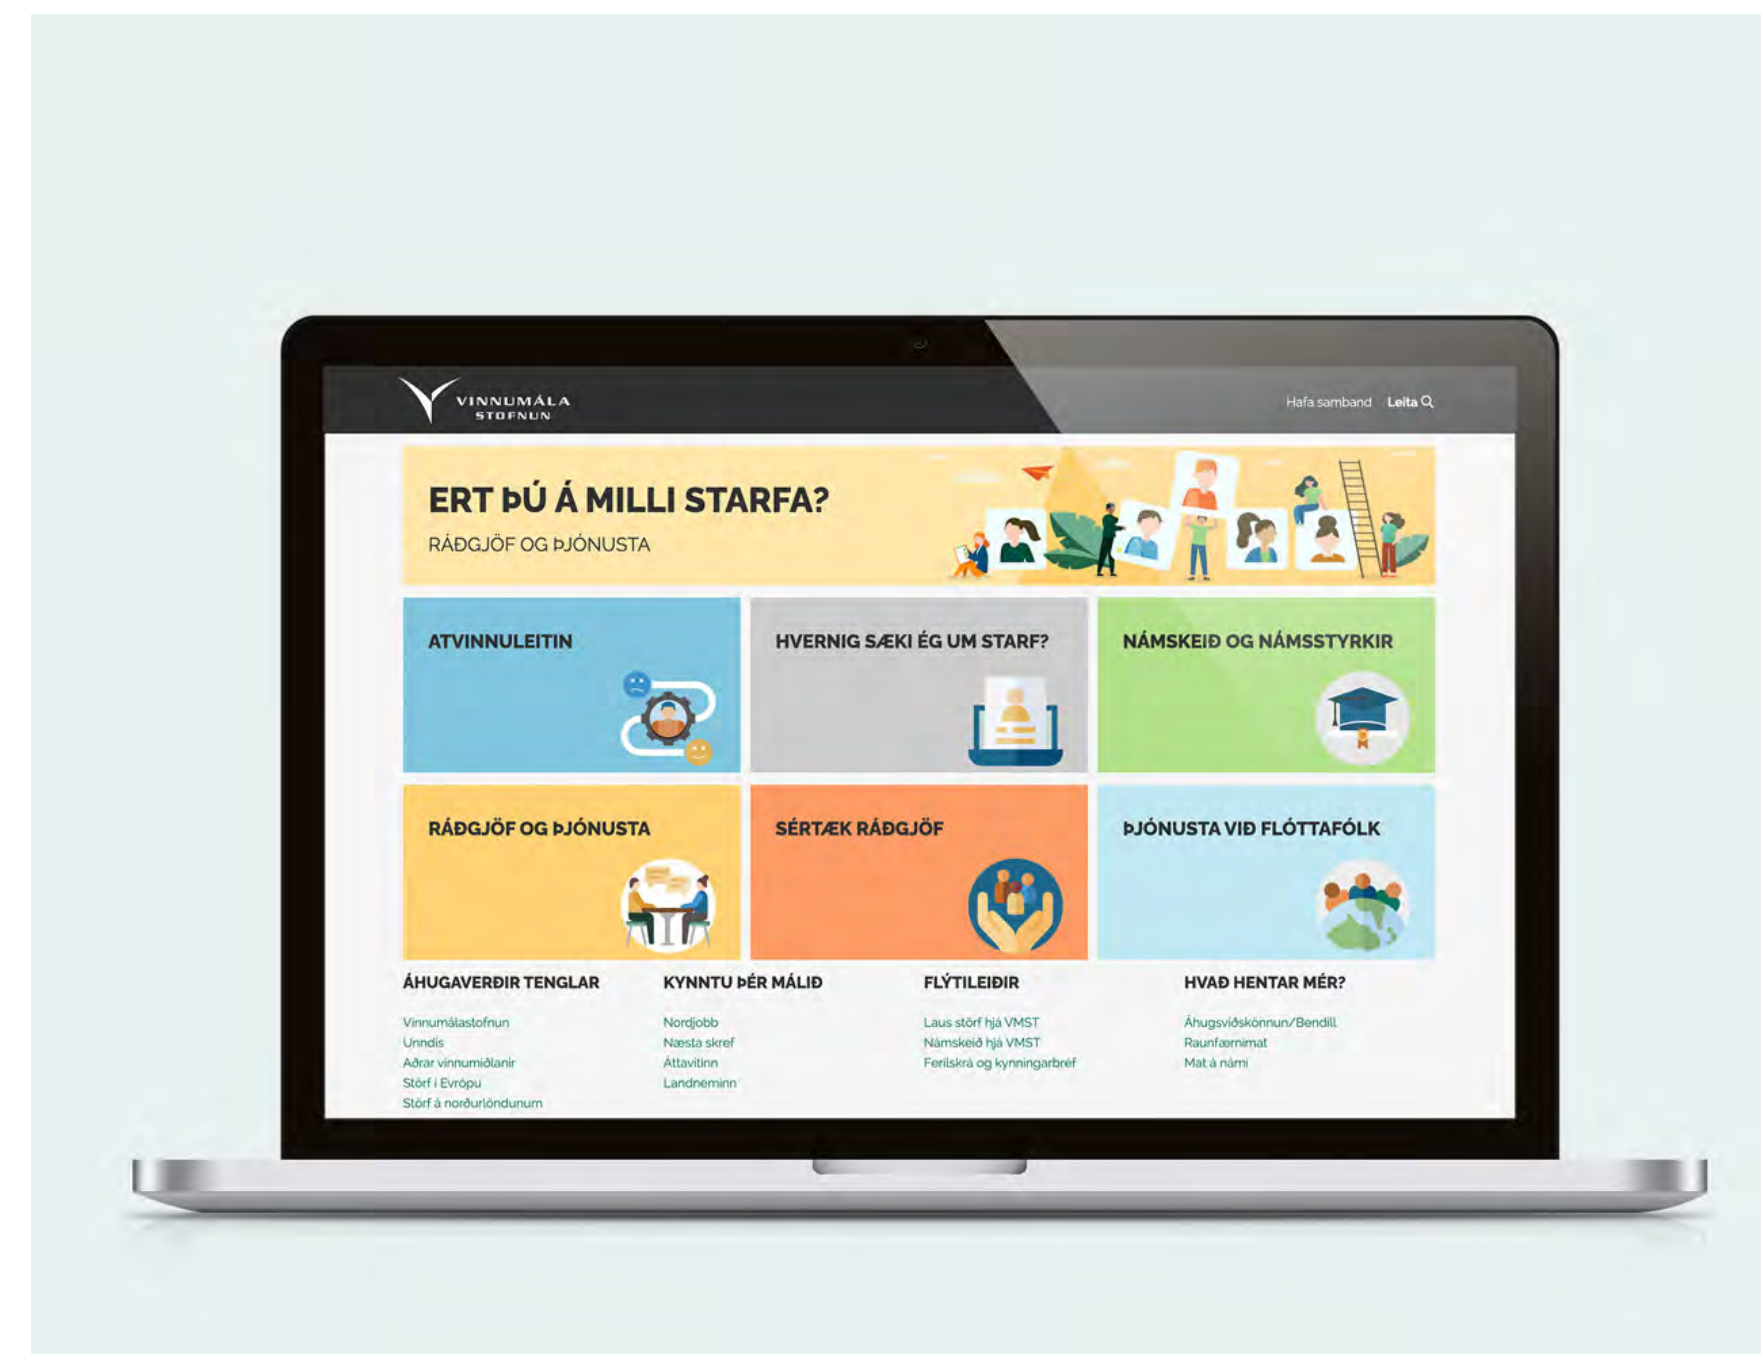 VINNUMÁLA
STOFNUN
Hafa samband Leita
ERT ÞÚ Á MILLI STARFA?
RÁÐGJÖF OG ÞJÓNUSTA
ATVINNULEITIN
HVERNIG SÆKI ÉG UM STARF?
NÁMSKEIÐ OG NÁMSSTYRKIR
RÁÐGJÖF OG ÞJÓNUSTA
SÉRTÆK RÁÐGJÖF
ÞJÓNUSTA VIÐ FLÓTTAFÓLK
ÁHUGAVERÐIR TENGLAR
Vinnumálastofnun
Unndís
Aðrar vinnumiðlanir
Störf í Evrópu
Störf á norðurlöndunum
KYNNTU ÞÉR MÁLIÐ
Nordjobb
Næsta skref
Áttavitinn
Landneminn
FLÝTILEIÐIR
Laus störf hjá VMST
Námskeið hjá VMST
Ferilskrá og kynningarbréf
HVAÐ HENTAR MÉR?
Áhugsviðskönnun/Bendill
Raunfærnimat
Mat á námi